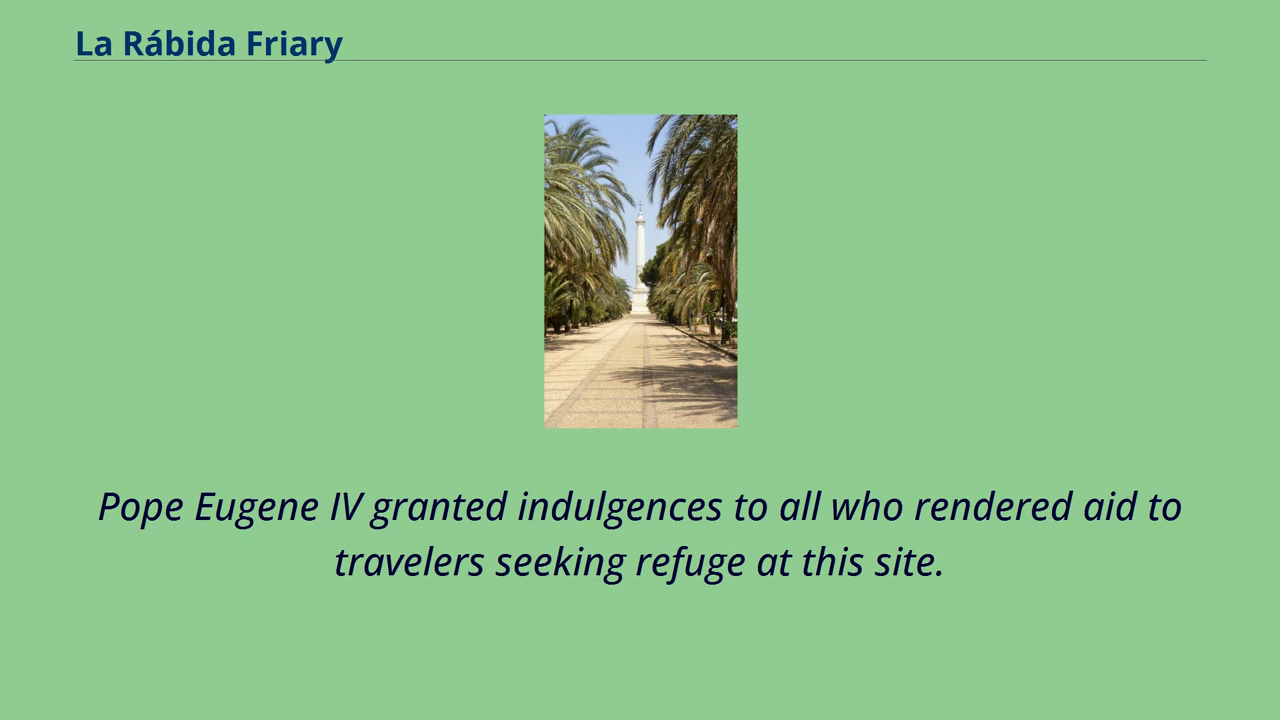 La Rábida Friary
Pope Eugene IV granted indulgences to all who rendered aid to
travelers seeking refuge at this site.